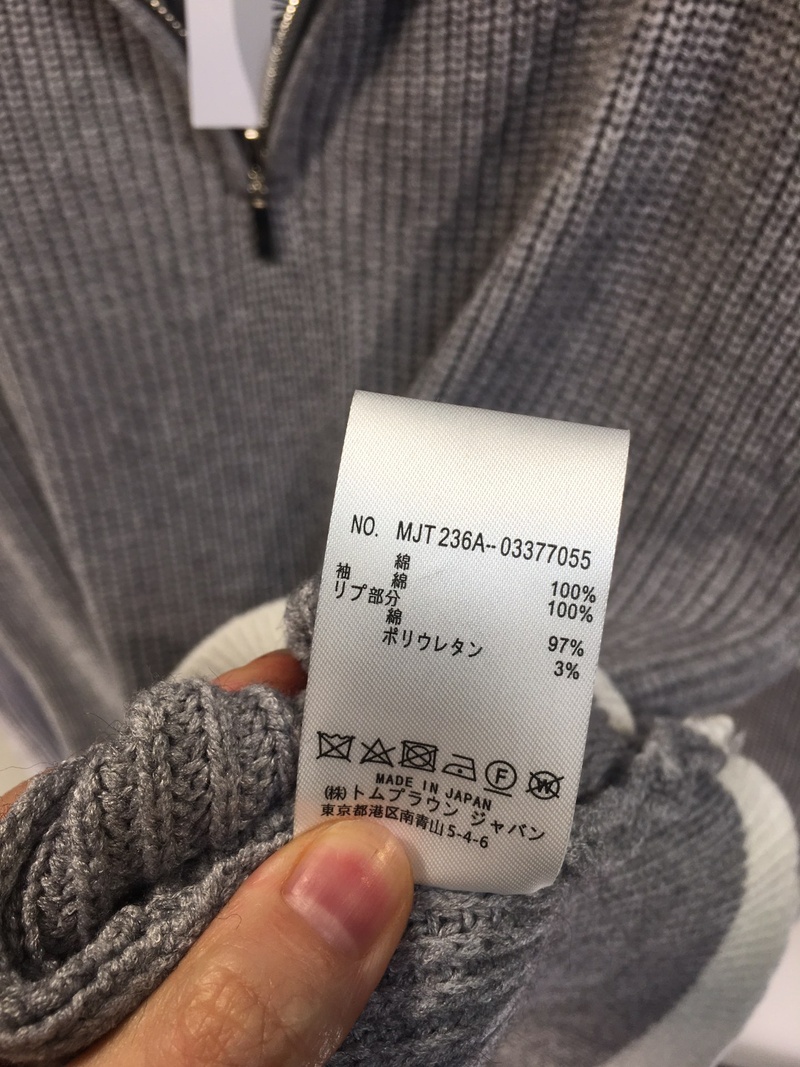 NO. MJT 236A--03377055
綿 100%
袖 綿 100%
リブ部分
綿 97%
ポリウレタン 3%
F W
MADE IN JAPAN
(株)トムブラウン ジャパン
東京都港区南青山5-4-6